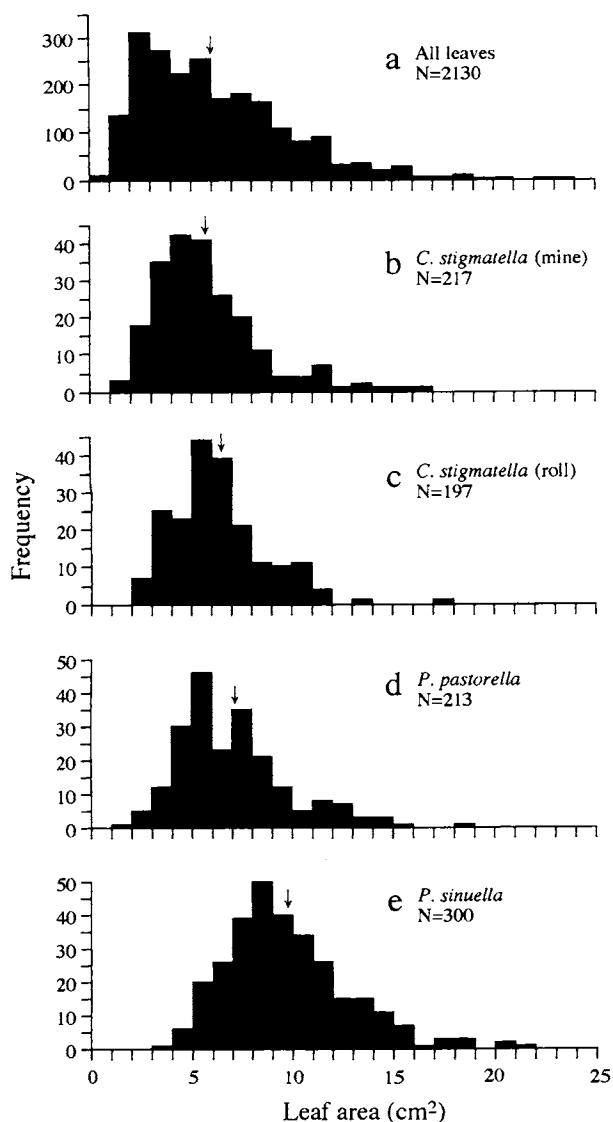 300
200
100
0
a All leaves
N=2130
40
30
20
10
0
b C. stigmatella (mine)
N=217
40
30
20
10
0
c C. stigmatella (roll)
N=197
50
40
30
20
10
0
d P. pastorella
N=213
50
40
30
20
10
0
e P. sinuella
N=300
Frequency
0 5 10 15 20 25
Leaf area (cm²)